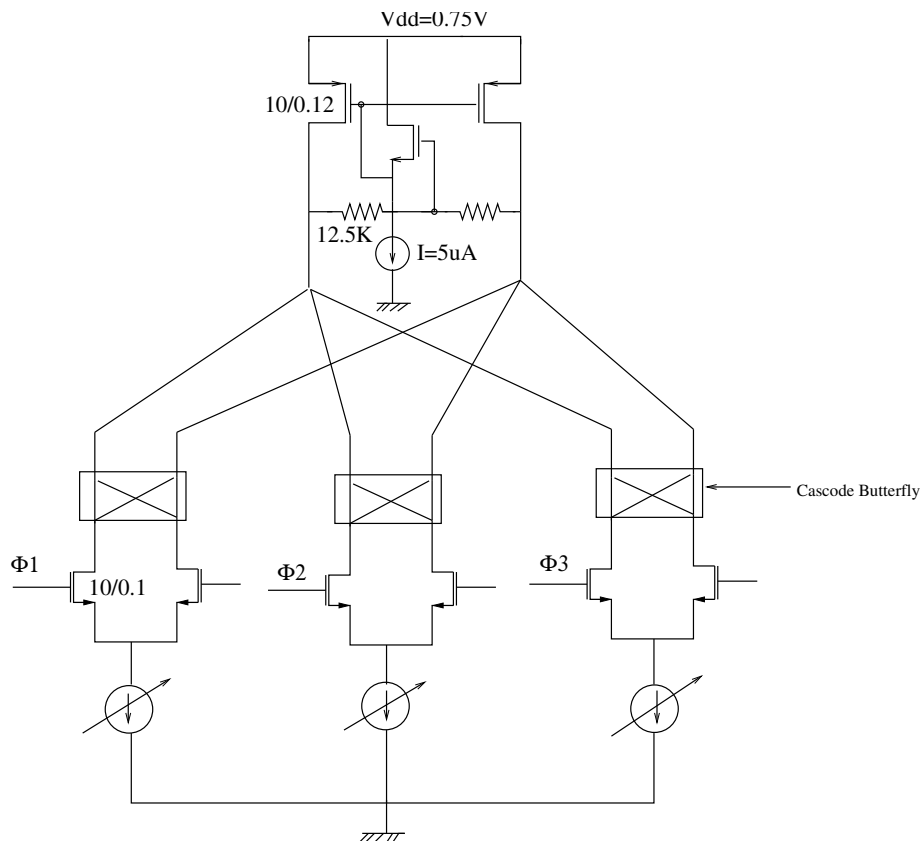 Vdd=0.75V
10/0.12
12.5K
I=5uA
Cascode Butterfly
Φ1
Φ2
Φ3
10/0.1